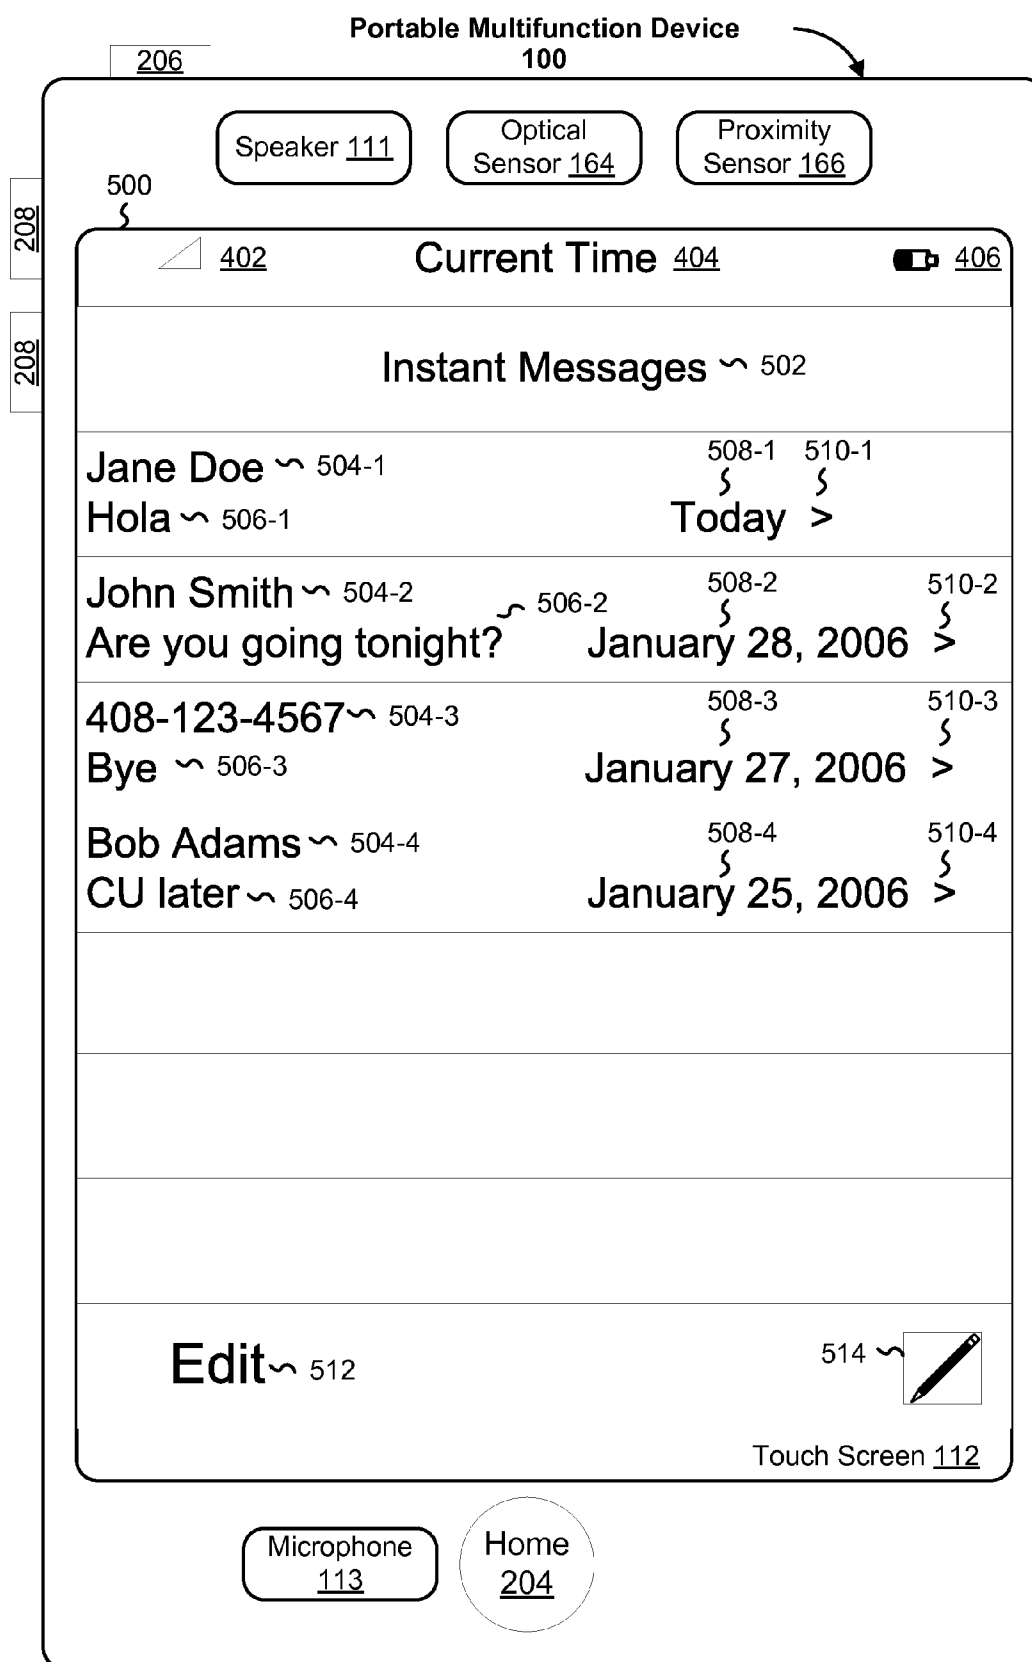 Portable Multifunction Device
100
206
Speaker 111
Optical
Sensor 164
Proximity
Sensor 166
500
208
208
402
Current Time 404
406
Instant Messages 502
Jane Doe 504-1
508-1 510-1
Hola 506-1
Today >
John Smith 504-2
506-2
508-2
510-2
Are you going tonight?
January 28, 2006 >
408-123-4567 504-3
508-3
510-3
Bye 506-3
January 27, 2006 >
Bob Adams 504-4
508-4
510-4
CU later 506-4
January 25, 2006 >
Edit 512
514
Touch Screen 112
Microphone
113
Home
204